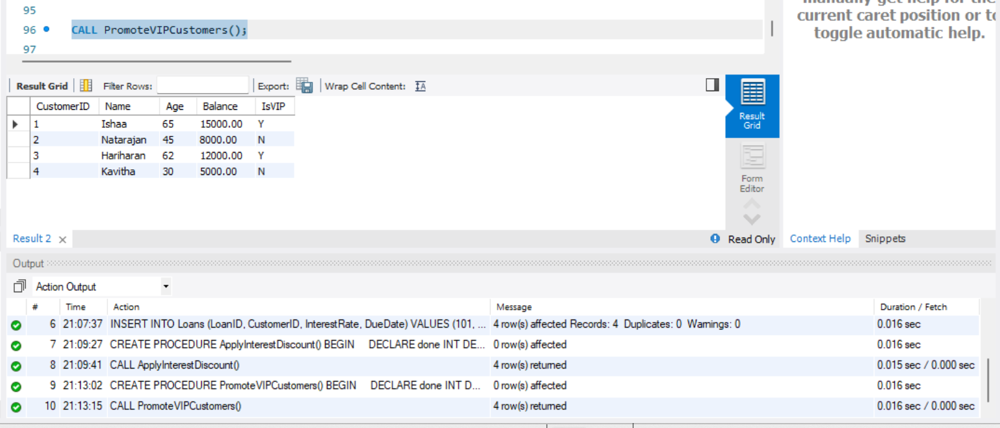 95
96 CALL PromoteVIPCustomers();
97
manually get help for the
current caret position or to
toggle automatic help.
Result Grid Filter Rows: Export: Wrap Cell Content: IA
CustomerID Name Age Balance IsVIP
1 Ishaa 65 15000.00 Y
2 Natarajan 45 8000.00 N
3 Hariharan 62 12000.00 Y
4 Kavitha 30 5000.00 N
Result
Grid
Form
Editor
Result 2 Read Only Context Help Snippets
Output
Action Output
# Time Action Message Duration / Fetch
6 21:07:37 INSERT INTO Loans (LoanID, CustomerID, InterestRate, DueDate) VALUES (101, ... 4 row(s) affected Records: 4 Duplicates: 0 Warnings: 0 0.016 sec
7 21:09:27 CREATE PROCEDURE ApplyInterestDiscount() BEGIN DECLARE done INT DE... 0 row(s) affected 0.016 sec
8 21:09:41 CALL ApplyInterestDiscount() 4 row(s) returned 0.015 sec / 0.000 sec
9 21:13:02 CREATE PROCEDURE PromoteVIPCustomers() BEGIN DECLARE done INT D... 0 row(s) affected 0.016 sec
10 21:13:15 CALL PromoteVIPCustomers() 4 row(s) returned 0.016 sec / 0.000 sec